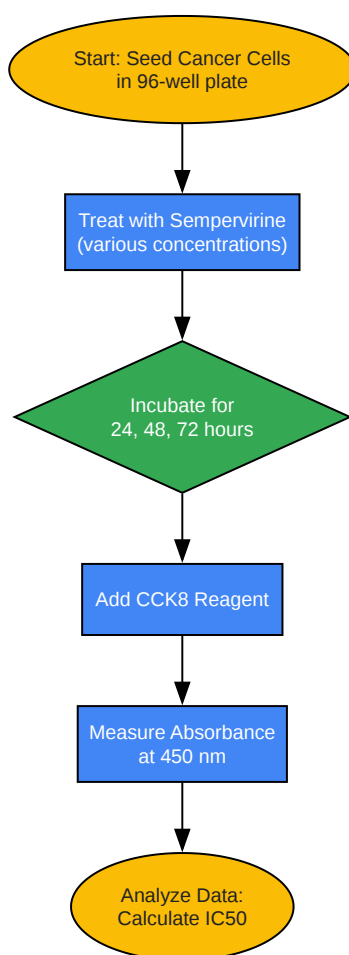 Start: Seed Cancer Cells
in 96-well plate
Treat with Sempervirine
(various concentrations)
Incubate for
24, 48, 72 hours
Add CCK8 Reagent
Measure Absorbance
at 450 nm
Analyze Data:
Calculate IC50